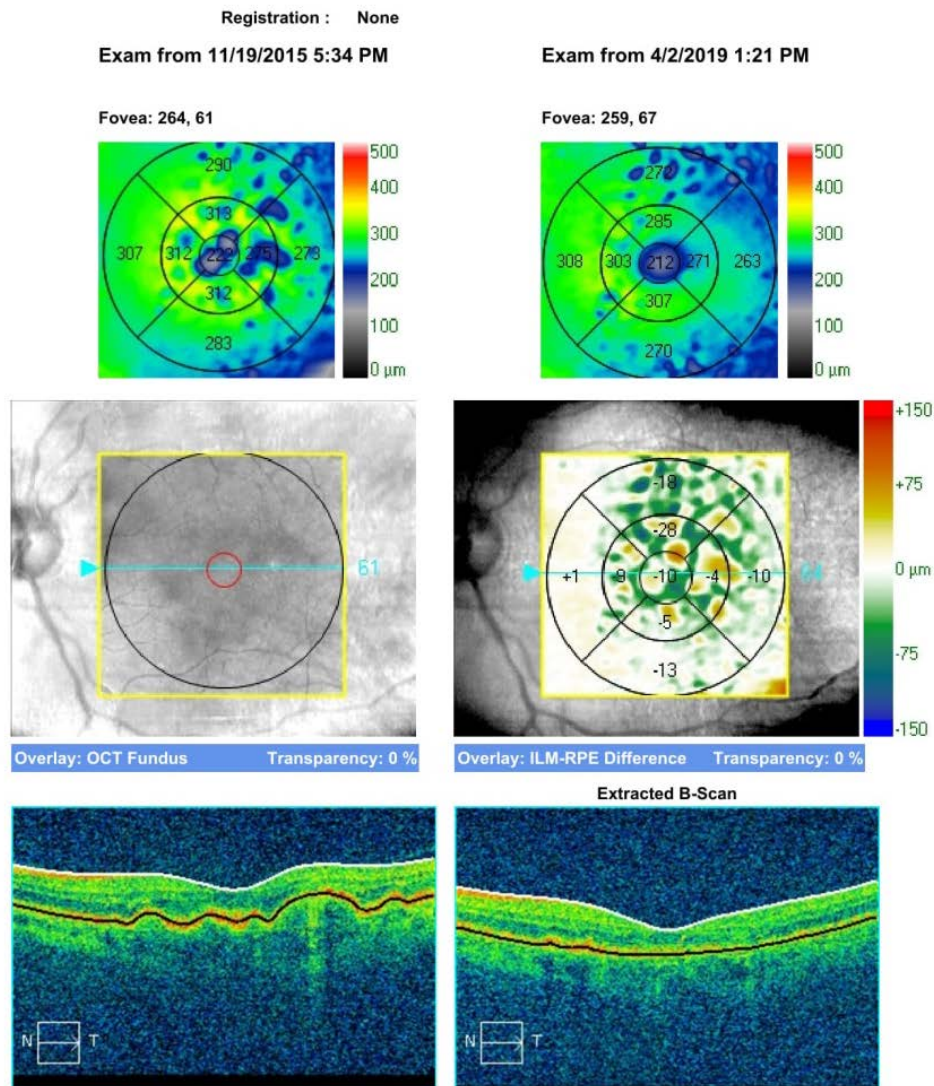 Registration : None
Exam from 11/19/2015 5:34 PM
Exam from 4/2/2019 1:21 PM
Fovea: 264, 61
Fovea: 259, 67
290
313
307 312 222 275 273
312
283
500
400
300
200
100
0 µm
272
285
308 303 212 271 263
307
270
500
400
300
200
100
0 µm
61
-18
-28
+1 -10 -4 -10
-5
-13
+150
+75
0 µm
-75
-150
Overlay: OCT Fundus Transparency: 0 %
Overlay: ILM-RPE Difference Transparency: 0 %
Extracted B-Scan
N T
N T